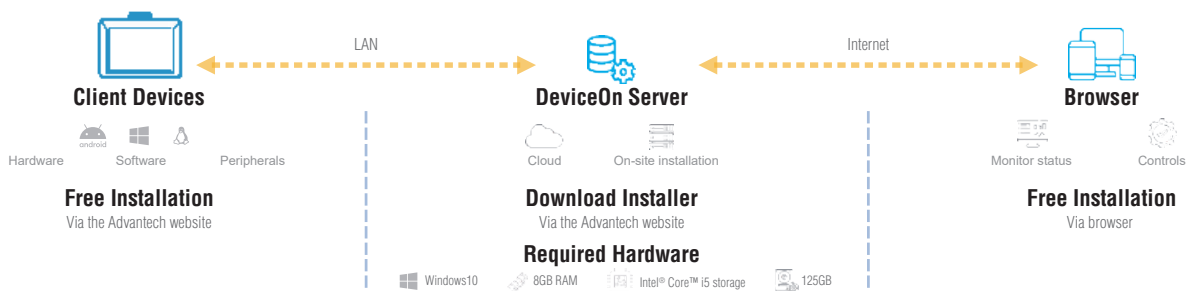 LAN
Internet
Client Devices
DeviceOn Server
Browser
android
Hardware
Software
Peripherals
Cloud
On-site installation
Monitor status
Controls
Free Installation
Via the Advantech website
Download Installer
Via the Advantech website
Free Installation
Via browser
Required Hardware
Windows10
8GB RAM
Intel® Core™ i5 storage
125GB